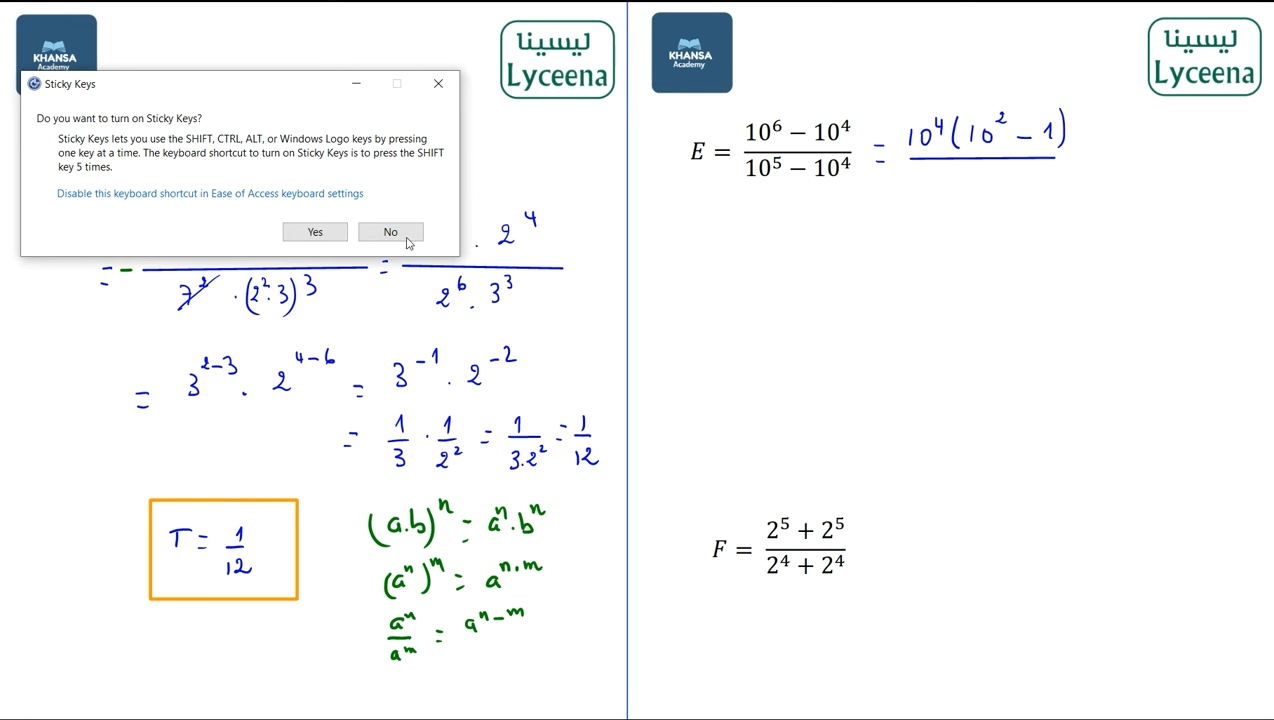 KHANSA
Academy
ليسينا
Lyceena
Sticky Keys
Do you want to turn on Sticky Keys?
Sticky Keys lets you use the SHIFT, CTRL, ALT, or Windows Logo keys by pressing
one key at a time. The keyboard shortcut to turn on Sticky Keys is to press the SHIFT
key 5 times.
Disable this keyboard shortcut in Ease of Access keyboard settings
Yes No
. 2^4
= - ———— = ————
7^2 . (2^2 . 3)^3 2^6 . 3^3
= 3^{2-3} . 2^{4-6} = 3^{-1} . 2^{-2}
= 1/3 . 1/2^2 = 1/3.2^2 = 1/12
T = 1/12
(a.b)^n = a^n . b^n
(a^n)^m = a^{n.m}
a^n/a^m = a^{n-m}
KHANSA
Academy
ليسينا
Lyceena
E = (10^6 − 10^4)/(10^5 − 10^4) = 10^4(10^2 − 1)
F = (2^5 + 2^5)/(2^4 + 2^4)